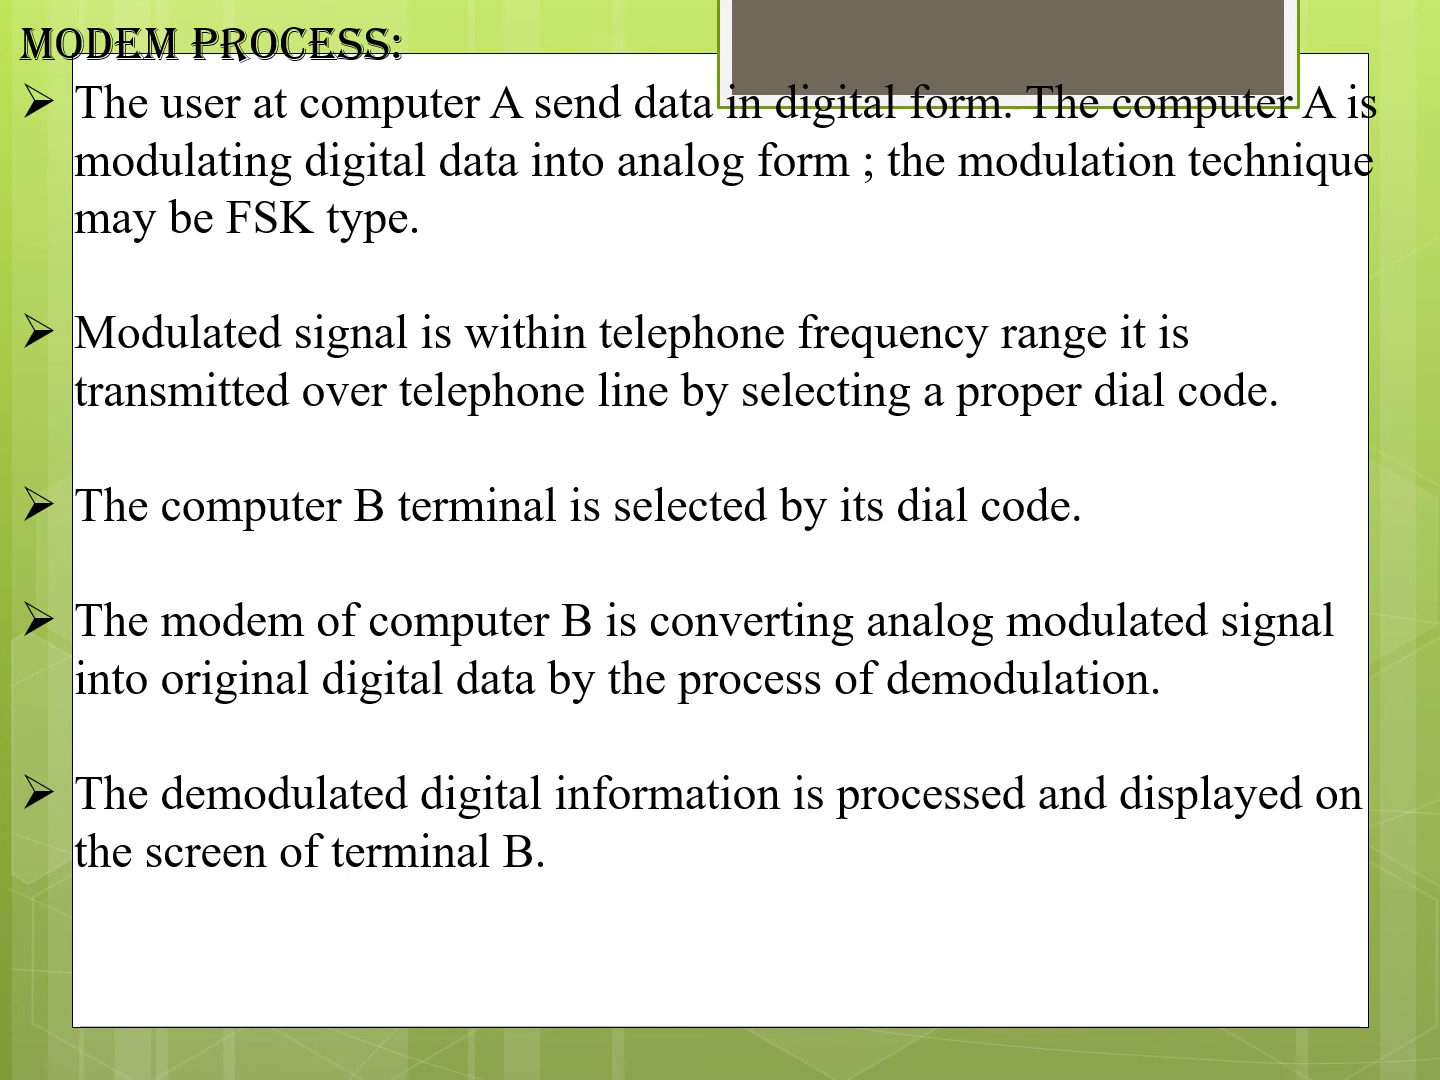 MODEM PROCESS:
➢ The user at computer A send data in digital form. The computer A is
modulating digital data into analog form ; the modulation technique
may be FSK type.
➢ Modulated signal is within telephone frequency range it is
transmitted over telephone line by selecting a proper dial code.
➢ The computer B terminal is selected by its dial code.
➢ The modem of computer B is converting analog modulated signal
into original digital data by the process of demodulation.
➢ The demodulated digital information is processed and displayed on
the screen of terminal B.